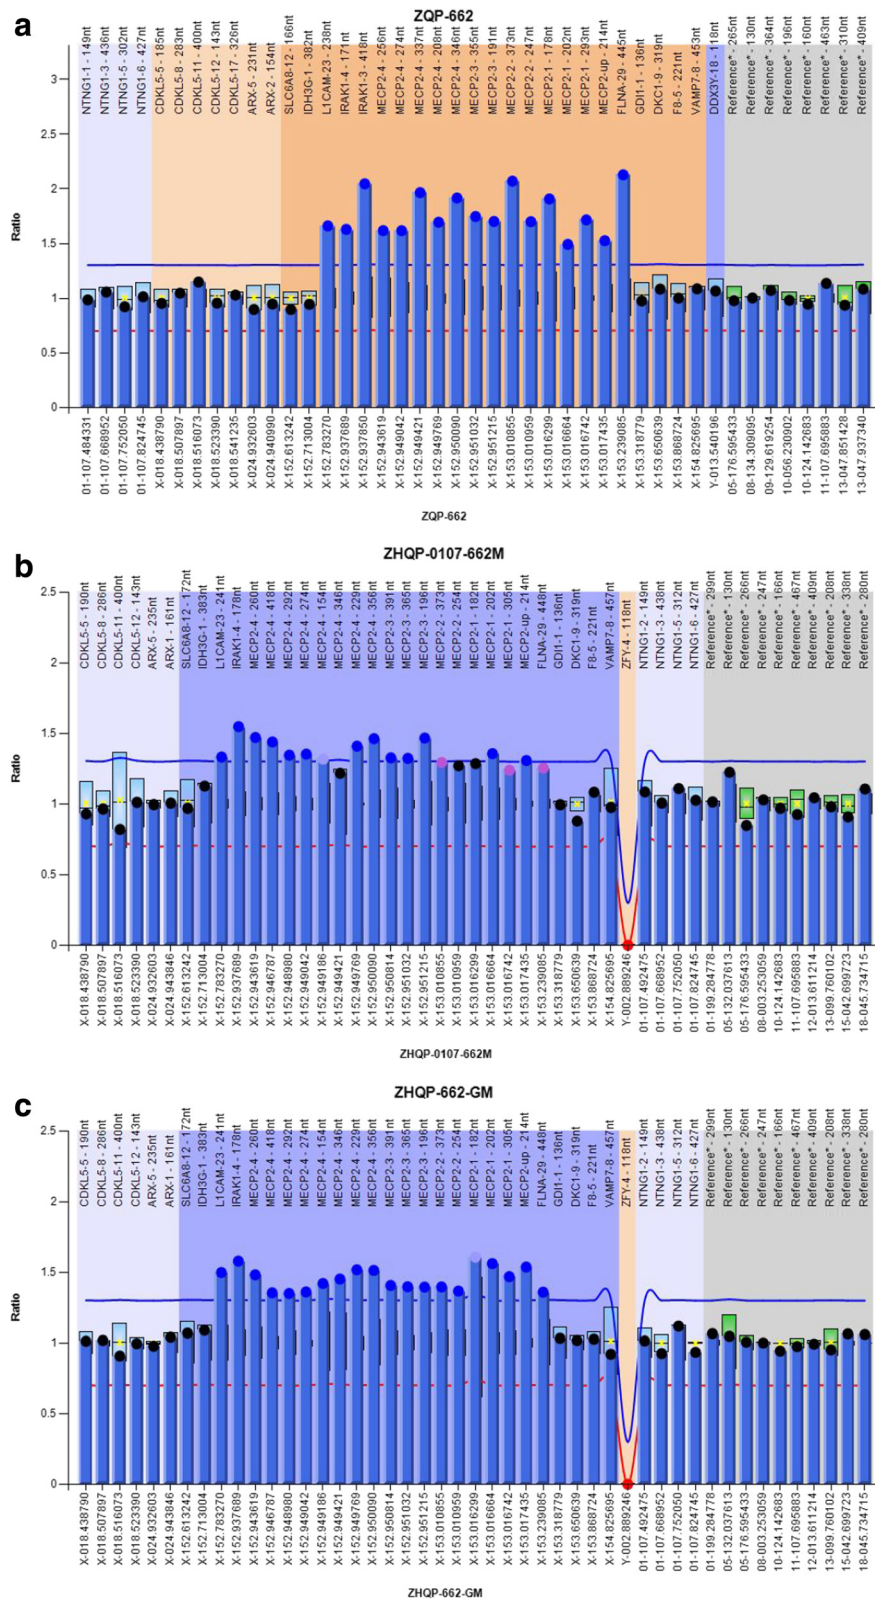 a
ZQP-662
NTNG1-1 - 149nt
NTNG1-3 - 436nt
NTNG1-5 - 302nt
NTNG1-6 - 427nt
CDKL5-5 - 185nt
CDKL5-8 - 283nt
CDKL5-11 - 400nt
CDKL5-12 - 143nt
CDKL5-17 - 326nt
ARX-5 - 231nt
ARX-2 - 154nt
SLC6A8-12 - 166nt
IDH3G-1 - 382nt
L1CAM-23 - 238nt
IRAK1-4 - 171nt
IRAK1-3 - 418nt
MECP2-4 - 256nt
MECP2-4 - 274nt
MECP2-4 - 337nt
MECP2-4 - 208nt
MECP2-4 - 346nt
MECP2-3 - 355nt
MECP2-3 - 191nt
MECP2-2 - 373nt
MECP2-2 - 247nt
MECP2-1 - 178nt
MECP2-1 - 202nt
MECP2-1 - 293nt
MECP2-up - 214nt
FLNA-29 - 445nt
GDI1-1 - 136nt
DKC1-9 - 319nt
F8-5 - 221nt
VAMP7-8 - 453nt
DDX3Y-18 - 118nt
Reference* - 265nt
Reference* - 130nt
Reference* - 364nt
Reference* - 196nt
Reference* - 160nt
Reference* - 463nt
Reference* - 310nt
Reference* - 409nt
3
2.5
2
1.5
1
0.5
0
Ratio
01-107.484331
01-107.668952
01-107.752050
01-107.824745
X-018.438790
X-018.507897
X-018.516073
X-018.523390
X-018.541235
X-024.932603
X-024.940990
X-152.613242
X-152.713004
X-152.783270
X-152.937689
X-152.937850
X-152.943619
X-152.949042
X-152.949421
X-152.949769
X-152.950090
X-152.951032
X-152.951215
X-153.010855
X-153.010959
X-153.016299
X-153.016664
X-153.016742
X-153.017435
X-153.239085
X-153.318779
X-153.650639
X-153.868724
X-154.825695
Y-013.540196
05-176.595433
08-134.309095
09-129.619254
10-056.230902
10-124.142683
11-107.695883
13-047.851428
13-047.937340
ZQP-662
b
ZHQP-0107-662M
CDKL5-5 - 190nt
CDKL5-8 - 286nt
CDKL5-11 - 400nt
CDKL5-12 - 143nt
ARX-5 - 235nt
ARX-1 - 161nt
SLC6A8-12 - 172nt
IDH3G-1 - 383nt
L1CAM-23 - 241nt
IRAK1-4 - 178nt
MECP2-4 - 260nt
MECP2-4 - 418nt
MECP2-4 - 292nt
MECP2-4 - 274nt
MECP2-4 - 154nt
MECP2-4 - 346nt
MECP2-4 - 229nt
MECP2-4 - 356nt
MECP2-3 - 391nt
MECP2-3 - 365nt
MECP2-3 - 196nt
MECP2-2 - 373nt
MECP2-2 - 254nt
MECP2-1 - 182nt
MECP2-1 - 202nt
MECP2-1 - 305nt
MECP2-up - 214nt
FLNA-29 - 448nt
GDI1-1 - 136nt
DKC1-9 - 319nt
F8-5 - 221nt
VAMP7-8 - 457nt
ZFY-4 - 118nt
NTNG1-2 - 149nt
NTNG1-3 - 438nt
NTNG1-5 - 312nt
NTNG1-6 - 427nt
Reference* - 299nt
Reference* - 130nt
Reference* - 266nt
Reference* - 247nt
Reference* - 166nt
Reference* - 467nt
Reference* - 409nt
Reference* - 208nt
Reference* - 338nt
Reference* - 280nt
2.5
2
1.5
1
0.5
0
Ratio
X-018.438790
X-018.507897
X-018.516073
X-018.523390
X-024.932603
X-024.943846
X-152.613242
X-152.713004
X-152.783270
X-152.937689
X-152.943619
X-152.946787
X-152.948980
X-152.949042
X-152.949186
X-152.949421
X-152.949769
X-152.950090
X-152.950814
X-152.951032
X-152.951215
X-153.010855
X-153.010959
X-153.016299
X-153.016664
X-153.016742
X-153.017435
X-153.239085
X-153.318779
X-153.650639
X-153.868724
X-154.825695
Y-002.889246
01-107.492475
01-107.668952
01-107.752050
01-107.824745
01-199.284778
05-132.037613
05-176.595433
08-003.253059
10-124.142683
11-107.695883
12-013.611214
13-099.760102
15-042.699723
18-045.734715
ZHQP-0107-662M
c
ZHQP-662-GM
CDKL5-5 - 190nt
CDKL5-8 - 286nt
CDKL5-11 - 400nt
CDKL5-12 - 143nt
ARX-5 - 235nt
ARX-1 - 161nt
SLC6A8-12 - 172nt
IDH3G-1 - 383nt
L1CAM-23 - 241nt
IRAK1-4 - 178nt
MECP2-4 - 260nt
MECP2-4 - 418nt
MECP2-4 - 292nt
MECP2-4 - 274nt
MECP2-4 - 154nt
MECP2-4 - 346nt
MECP2-4 - 229nt
MECP2-4 - 356nt
MECP2-3 - 391nt
MECP2-3 - 365nt
MECP2-3 - 196nt
MECP2-2 - 373nt
MECP2-2 - 254nt
MECP2-1 - 182nt
MECP2-1 - 202nt
MECP2-1 - 305nt
MECP2-up - 214nt
FLNA-29 - 448nt
GDI1-1 - 136nt
DKC1-9 - 319nt
F8-5 - 221nt
VAMP7-8 - 457nt
ZFY-4 - 118nt
NTNG1-2 - 149nt
NTNG1-3 - 438nt
NTNG1-5 - 312nt
NTNG1-6 - 427nt
Reference* - 299nt
Reference* - 130nt
Reference* - 266nt
Reference* - 247nt
Reference* - 166nt
Reference* - 467nt
Reference* - 409nt
Reference* - 208nt
Reference* - 338nt
Reference* - 280nt
2.5
2
1.5
1
0.5
0
Ratio
X-018.438790
X-018.507897
X-018.516073
X-018.523390
X-024.932603
X-024.943846
X-152.613242
X-152.713004
X-152.783270
X-152.937689
X-152.943619
X-152.946787
X-152.948980
X-152.949042
X-152.949186
X-152.949421
X-152.949769
X-152.950090
X-152.950814
X-152.951032
X-152.951215
X-153.010855
X-153.010959
X-153.016299
X-153.016664
X-153.016742
X-153.017435
X-153.239085
X-153.318779
X-153.650639
X-153.868724
X-154.825695
Y-002.889246
01-107.492475
01-107.668952
01-107.752050
01-107.824745
01-199.284778
05-132.037613
05-176.595433
08-003.253059
10-124.142683
11-107.695883
12-013.611214
13-099.760102
15-042.699723
18-045.734715
ZHQP-662-GM